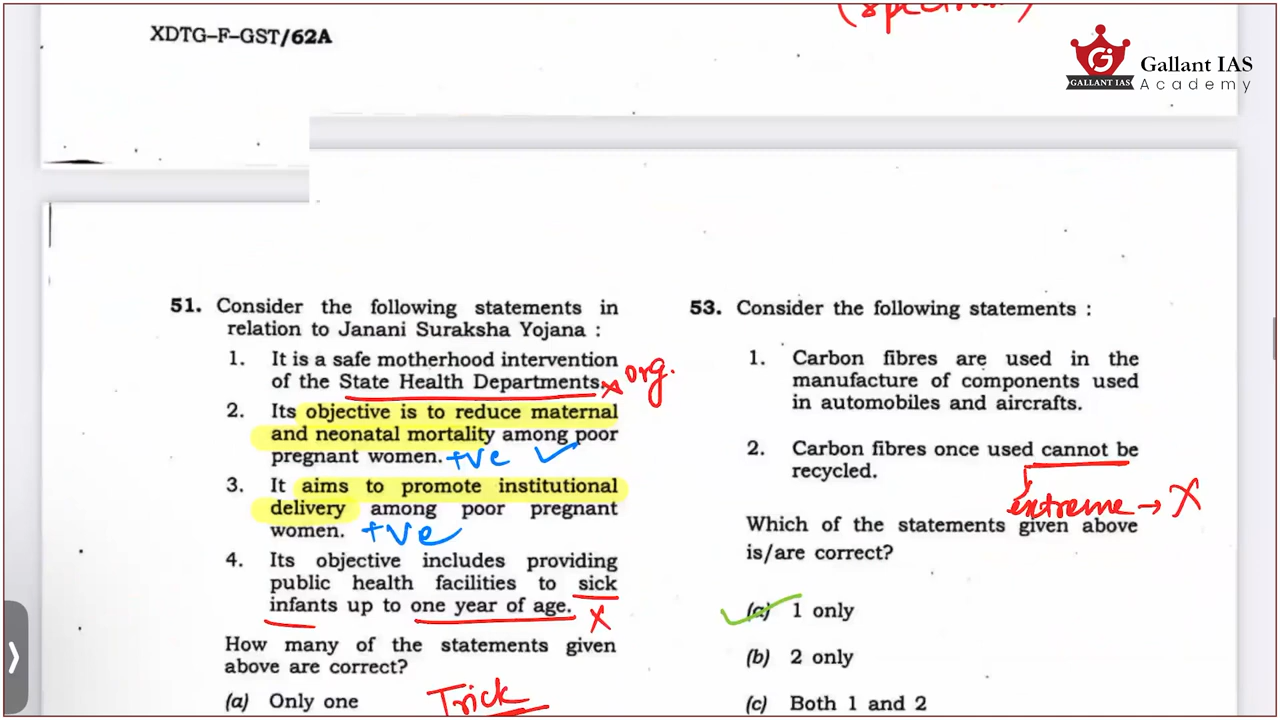 (spectrum)
XDTG–F–GST/62A
Gallant IAS
GALLANT IAS
Academy
51. Consider the following statements in
relation to Janani Suraksha Yojana :
1. It is a safe motherhood intervention
of the State Health Departments. × org.
2. Its objective is to reduce maternal
and neonatal mortality among poor
pregnant women. +ve ✓
3. It aims to promote institutional
delivery among poor pregnant
women. +ve
4. Its objective includes providing
public health facilities to sick
infants up to one year of age. ×
How many of the statements given
above are correct?
(a) Only one
Trick
53. Consider the following statements :
1. Carbon fibres are used in the
manufacture of components used
in automobiles and aircrafts.
2. Carbon fibres once used cannot be
recycled.
extreme → X
Which of the statements given above
is/are correct?
(a) 1 only
(b) 2 only
(c) Both 1 and 2